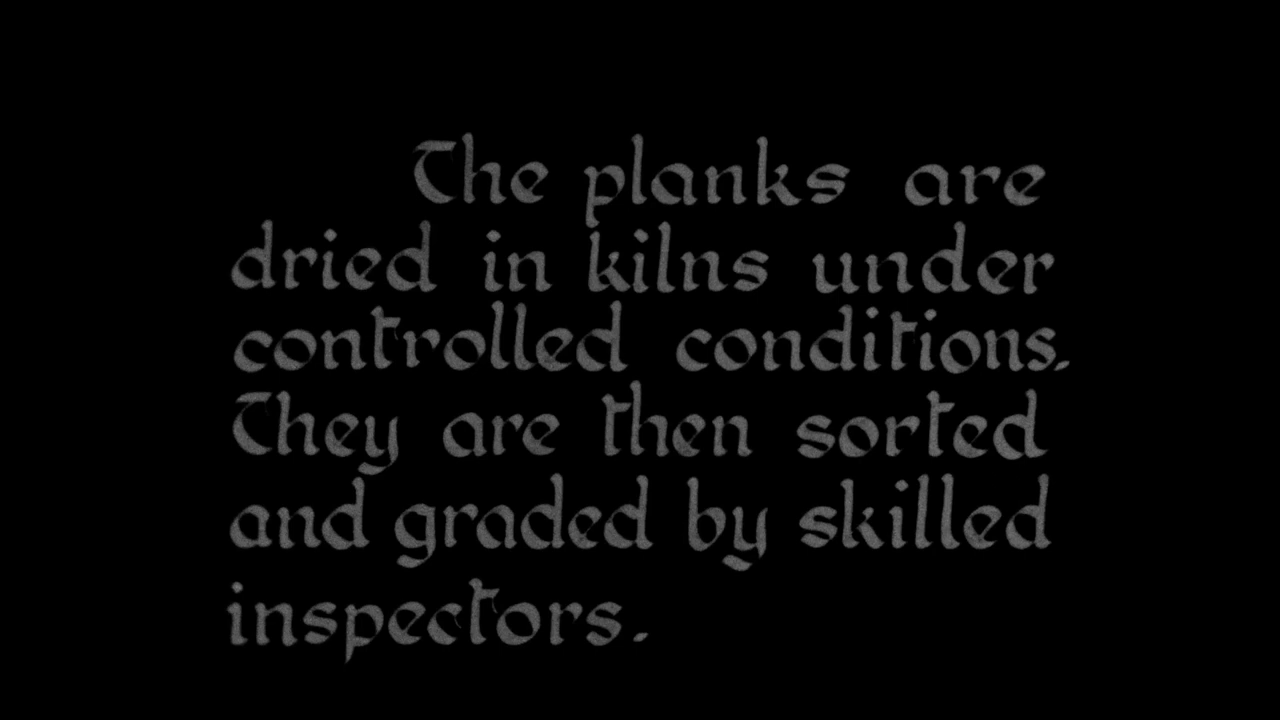 The planks are
dried in kilns under
controlled conditions.
They are then sorted
and graded by skilled
inspectors.